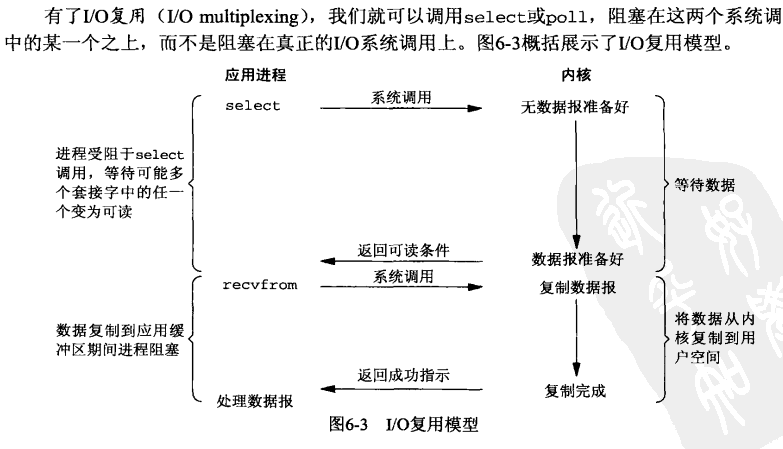 有了I/O复用（I/O multiplexing），我们就可以调用select或poll，阻塞在这两个系统调
中的某一个之上，而不是阻塞在真正的I/O系统调用上。图6-3概括展示了I/O复用模型。
应用进程
内核
select
系统调用
无数据报准备好
进程受阻于select
调用，等待可能多
个套接字中的任一
个变为可读
等待数据
返回可读条件
数据报准备好
recvfrom
系统调用
复制数据报
数据复制到应用缓
冲区期间进程阻塞
将数据从内
核复制到用
户空间
返回成功指示
处理数据报
复制完成
图6-3 I/O复用模型